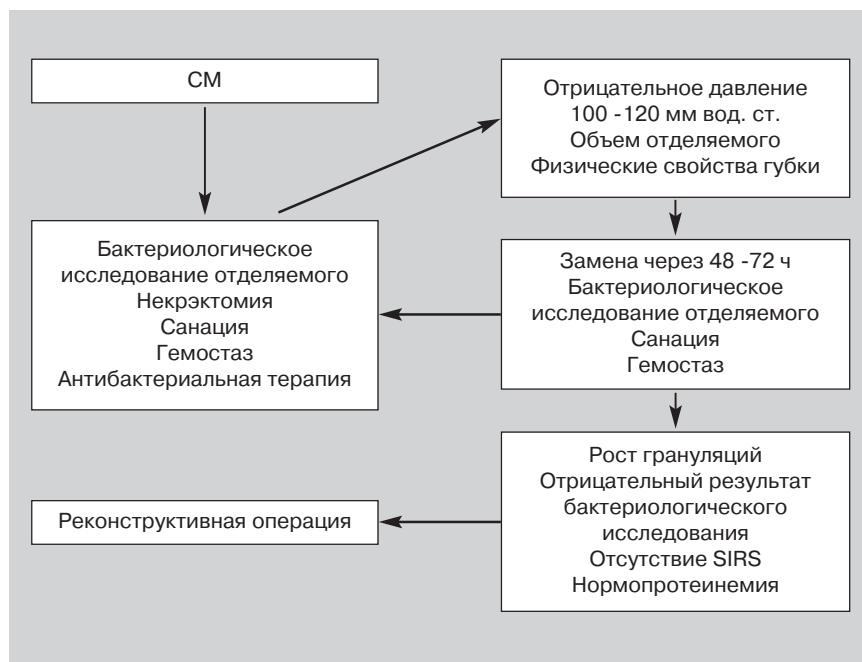 СМ
Бактериологическое
исследование отделяемого
Некрэктомия
Санация
Гемостаз
Антибактериальная терапия
Отрицательное давление
100 -120 мм вод. ст.
Объем отделяемого
Физические свойства губки
Замена через 48 -72 ч
Бактериологическое
исследование отделяемого
Санация
Гемостаз
Рост грануляций
Отрицательный результат
бактериологического
исследования
Отсутствие SIRS
Нормопротеинемия
Реконструктивная операция